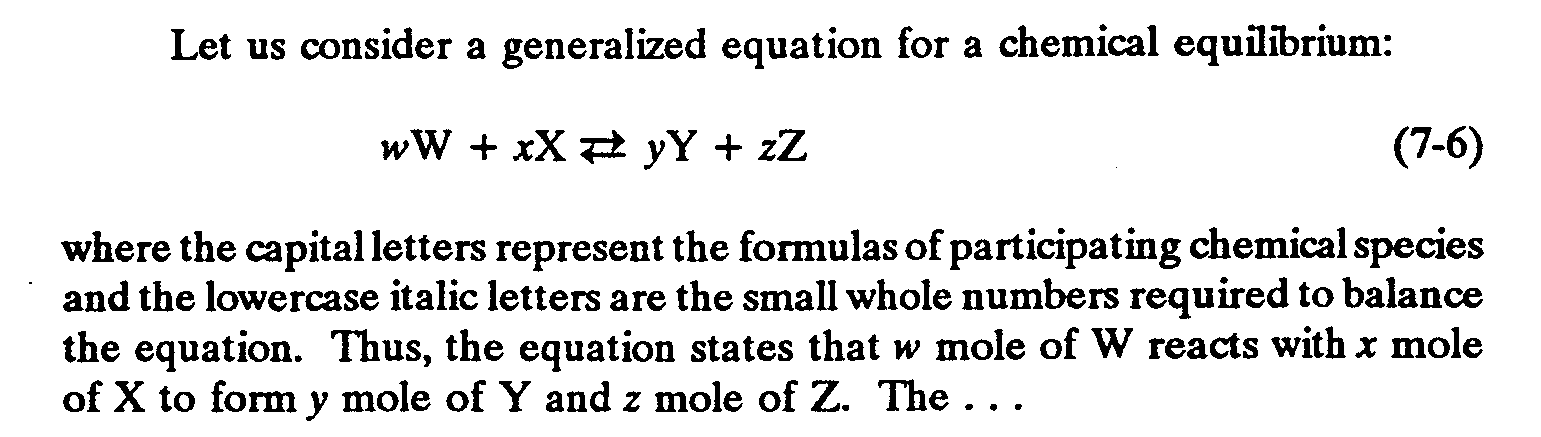 Let us consider a generalized equation for a chemical equilibrium:
wW + xX ⇄ yY + zZ (7-6)
where the capital letters represent the formulas of participating chemical species
and the lowercase italic letters are the small whole numbers required to balance
the equation. Thus, the equation states that w mole of W reacts with x mole
of X to form y mole of Y and z mole of Z. The . . .